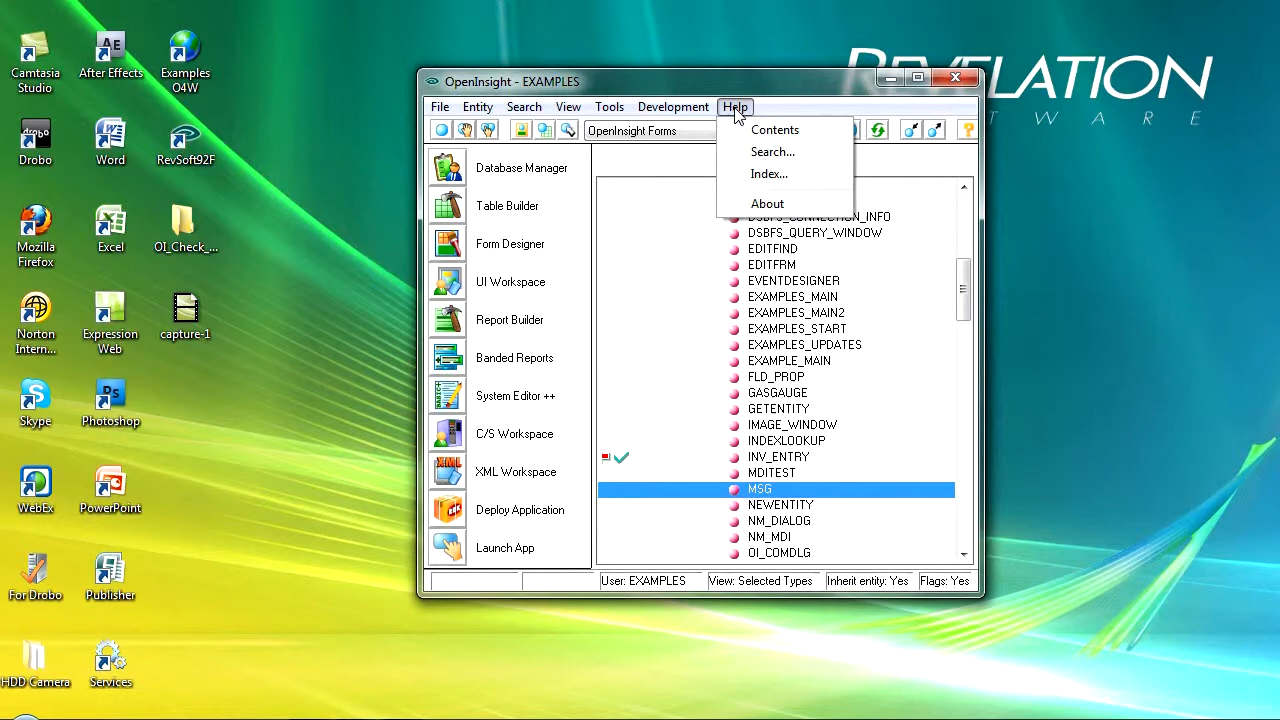 Camtasia
Studio
After Effects
Examples
O4W
Drobo
Word
RevSoft92F
Mozilla
Firefox
Excel
OI_Check_...
Norton
Intern...
Expression
Web
capture-1
Skype
Photoshop
WebEx
PowerPoint
For Drobo
Publisher
HDD Camera
Services
REVELATION
T W A R E
OpenInsight - EXAMPLES
File Entity Search View Tools Development Help
OpenInsight Forms
Contents
Search...
Index...
About
Database Manager
Table Builder
Form Designer
UI Workspace
Report Builder
Banded Reports
System Editor ++
C/S Workspace
XML Workspace
Deploy Application
Launch App
DSBFS_CONNECTION_INFO
DSBFS_QUERY_WINDOW
EDITFIND
EDITFRM
EVENTDESIGNER
EXAMPLES_MAIN
EXAMPLES_MAIN2
EXAMPLES_START
EXAMPLES_UPDATES
EXAMPLE_MAIN
FLD_PROP
GASGAUGE
GETENTITY
IMAGE_WINDOW
INDEXLOOKUP
INV_ENTRY
MDITEST
MSG
NEWENTITY
NM_DIALOG
NM_MDI
OI_COMDLG
User: EXAMPLES View: Selected Types Inherit entity: Yes Flags: Yes